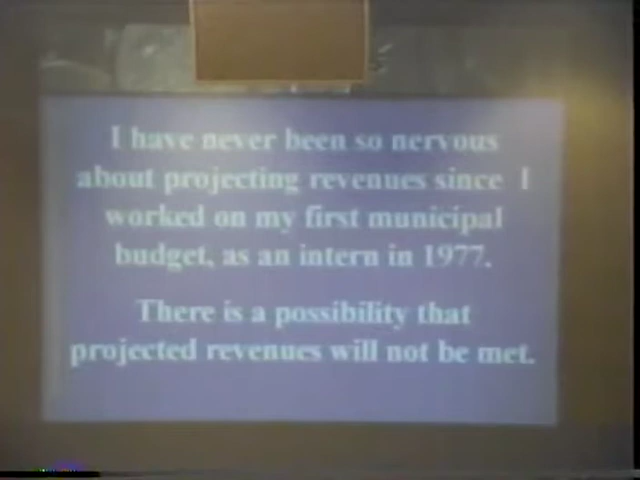 I have never been so nervous
about projecting revenues since I
worked on my first municipal
budget, as an intern in 1977.
There is a possibility that
projected revenues will not be met.